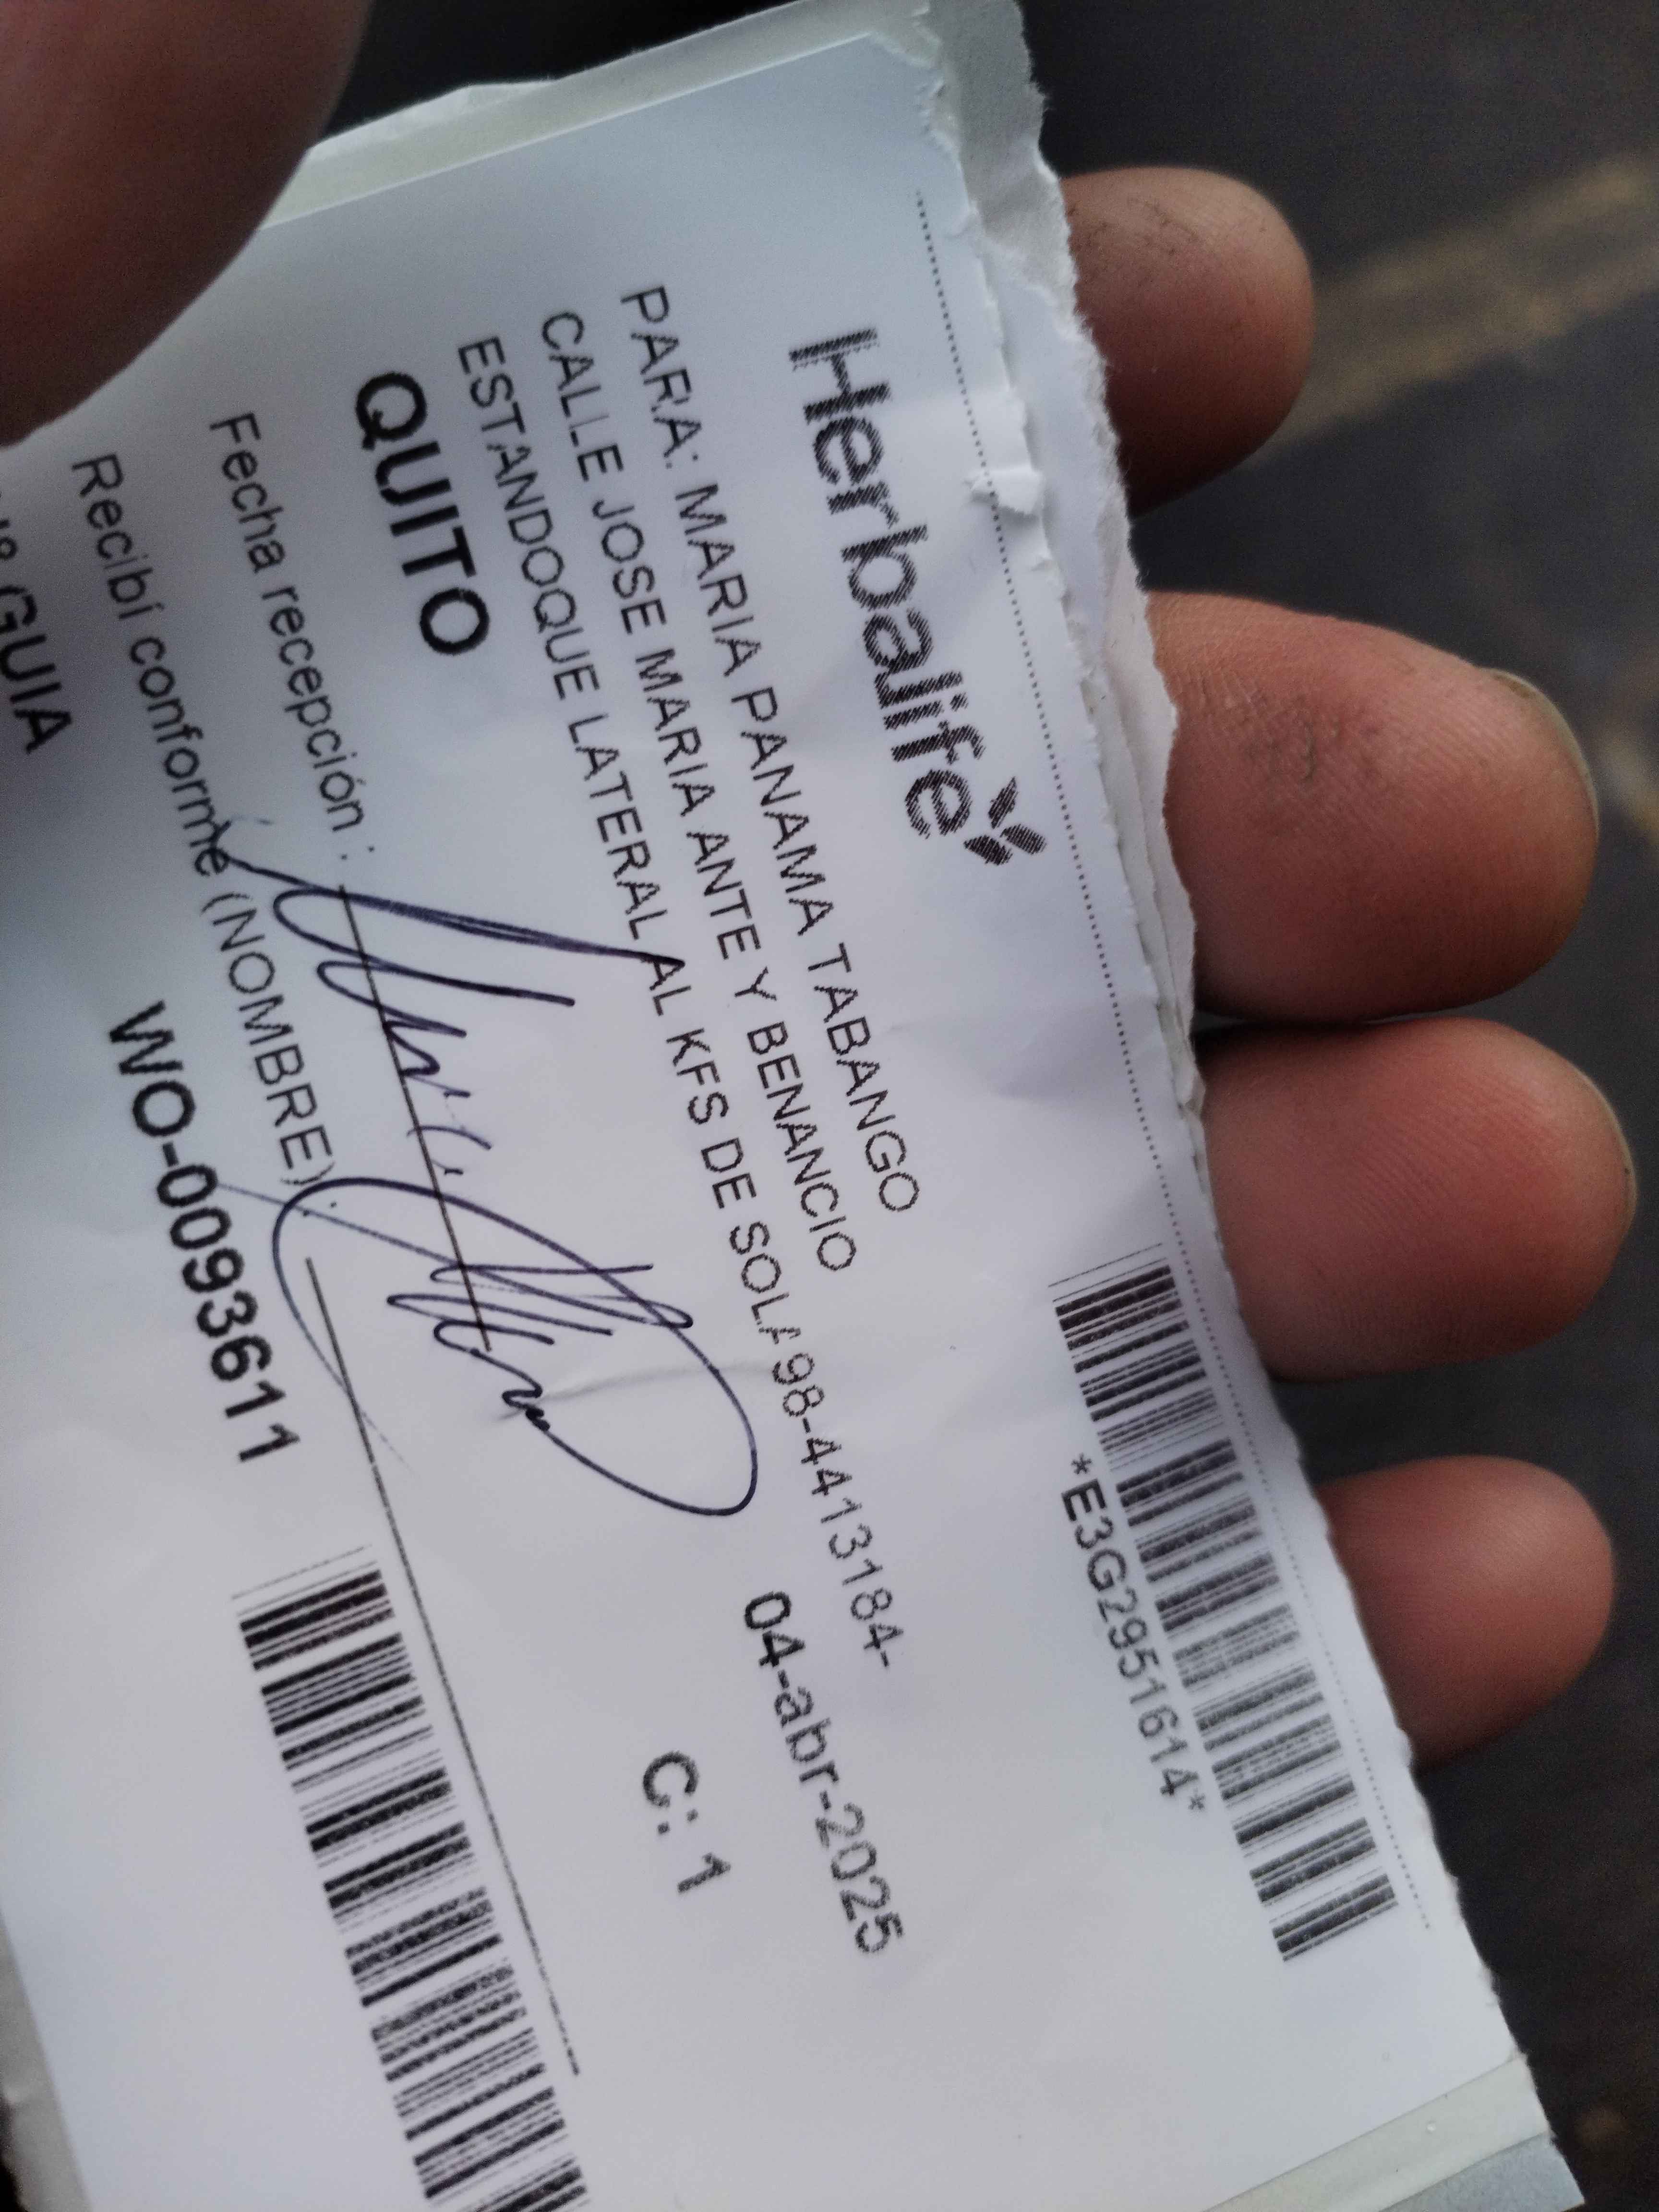 Herbalife
*E3G2951614*
PARA: MARIA PANAMA TABANGO
CALLE JOSE MARIA ANTE Y BENANCIO
ESTANDOQUE LATERAL AL KFS DE SOLA 98-4413184-
QUITO
04-abr-2025
C: 1
Fecha recepción :
Recibí conforme (NOMBRE) :
WO-0093611
GUIA